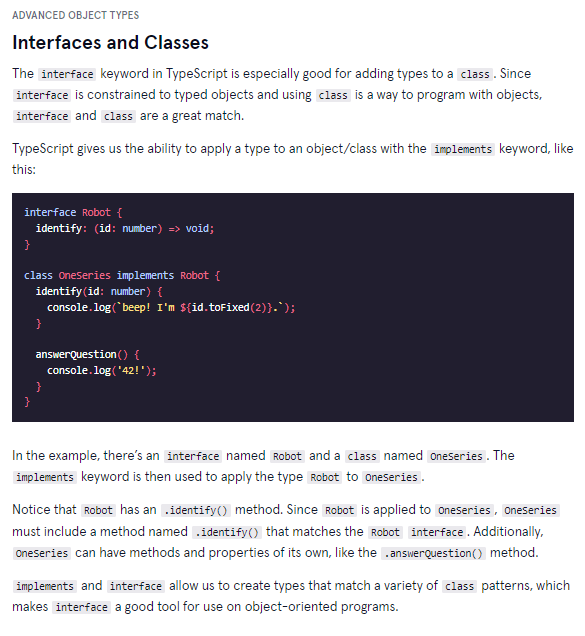 ADVANCED OBJECT TYPES
Interfaces and Classes
The interface keyword in TypeScript is especially good for adding types to a class. Since
interface is constrained to typed objects and using class is a way to program with objects,
interface and class are a great match.
TypeScript gives us the ability to apply a type to an object/class with the implements keyword, like
this:
interface Robot {
  identify: (id: number) => void;
}

class OneSeries implements Robot {
  identify(id: number) {
    console.log(`beep! I'm ${id.toFixed(2)}.`);
  }

  answerQuestion() {
    console.log('42!');
  }
}
In the example, there's an interface named Robot and a class named OneSeries. The
implements keyword is then used to apply the type Robot to OneSeries.
Notice that Robot has an .identify() method. Since Robot is applied to OneSeries, OneSeries
must include a method named .identify() that matches the Robot interface. Additionally,
OneSeries can have methods and properties of its own, like the .answerQuestion() method.
implements and interface allow us to create types that match a variety of class patterns, which
makes interface a good tool for use on object-oriented programs.